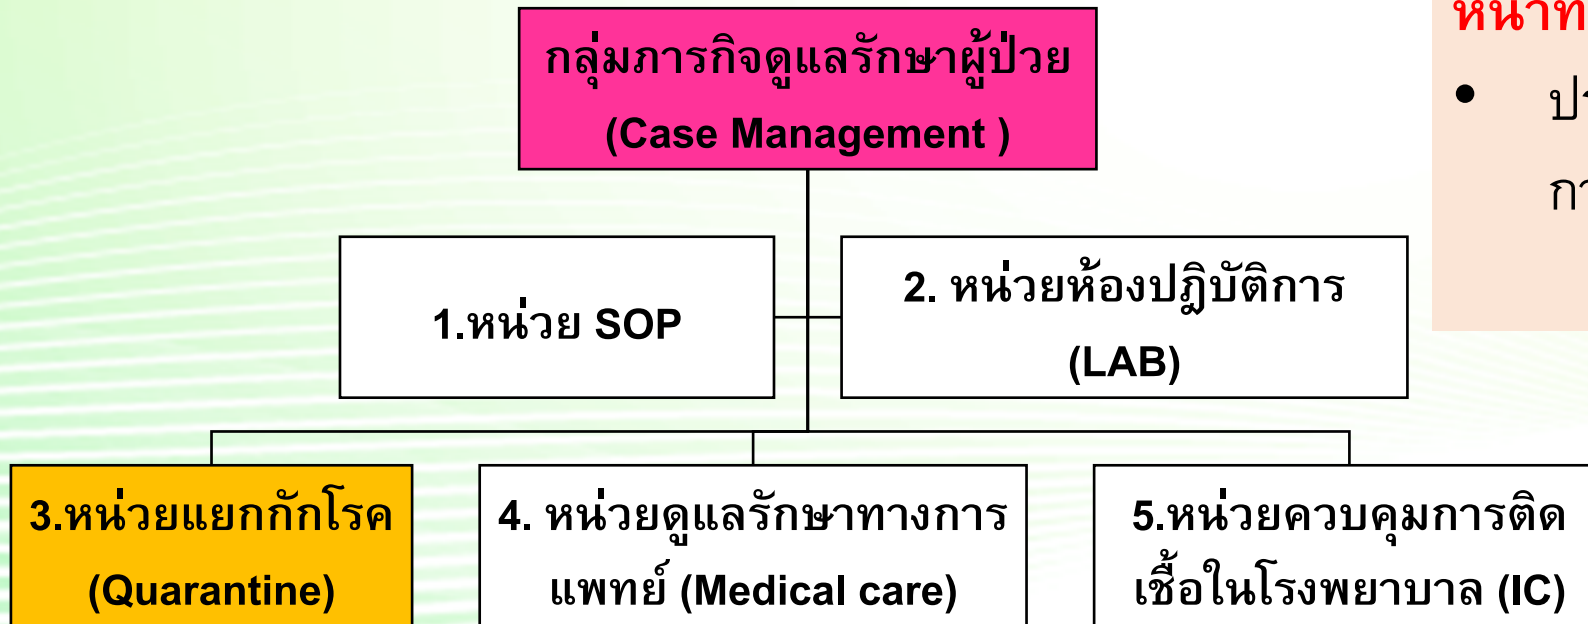 กลุ่มภารกิจดูแลรักษาผู้ป่วย
(Case Management )
1.หน่วย SOP
2. หน่วยห้องปฎิบัติการ
(LAB)
3.หน่วยแยกกักโรค
(Quarantine)
4. หน่วยดูแลรักษาทางการ
แพทย์ (Medical care)
5.หน่วยควบคุมการติด
เชื้อในโรงพยาบาล (IC)